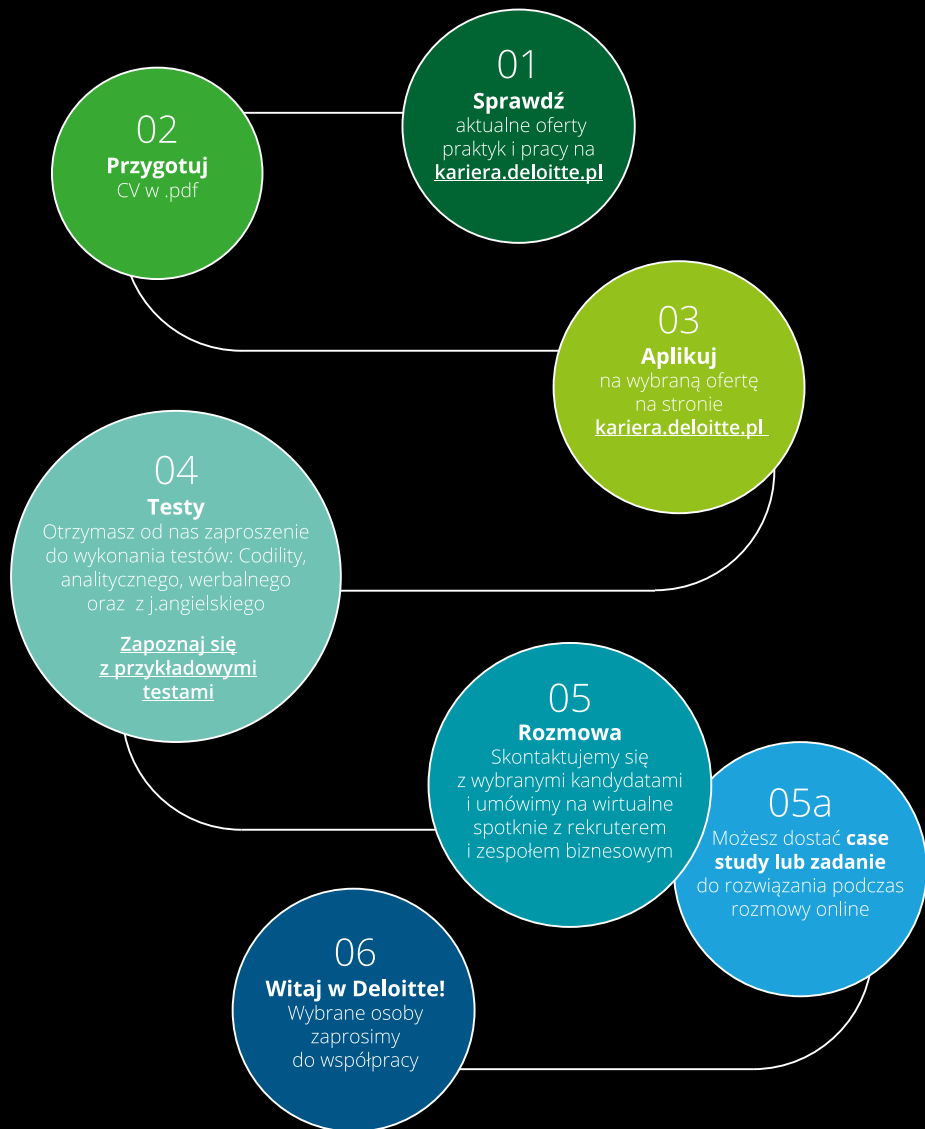 01
Sprawdź
aktualne oferty
praktyk i pracy na
kariera.deloitte.pl
02
Przygotuj
CV w .pdf
03
Aplikuj
na wybraną ofertę
na stronie
kariera.deloitte.pl
04
Testy
Otrzymasz od nas zaproszenie
do wykonania testów: Codility,
analitycznego, werbalnego
oraz z j.angielskiego
Zapoznaj się
z przykładowymi
testami
05
Rozmowa
Skontaktujemy się
z wybranymi kandydatami
i umówimy na wirtualne
spotknie z rekruterem
i zespołem biznesowym
05a
Możesz dostać case
study lub zadanie
do rozwiązania podczas
rozmowy online
06
Witaj w Deloitte!
Wybrane osoby
zaprosimy
do współpracy